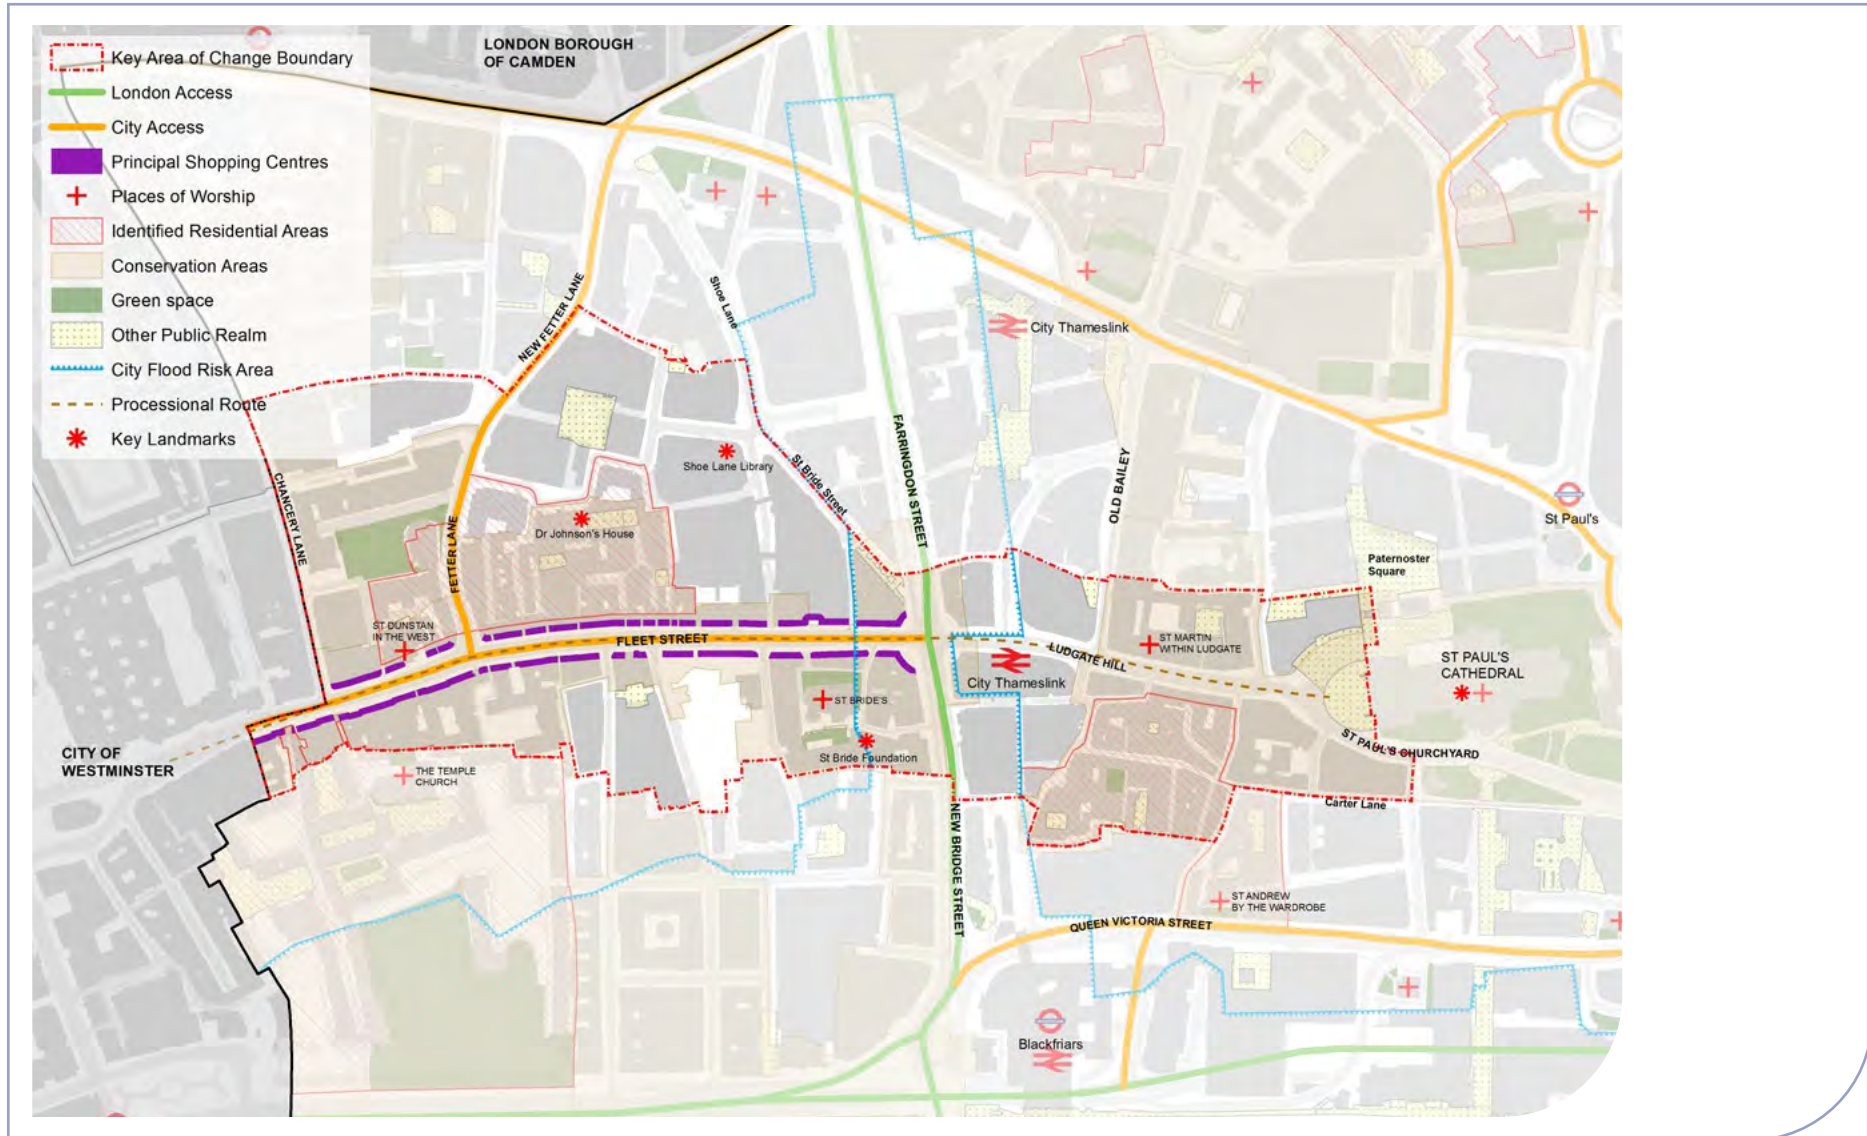 Key Area of Change Boundary
London Access
City Access
Principal Shopping Centres
Places of Worship
Identified Residential Areas
Conservation Areas
Green space
Other Public Realm
City Flood Risk Area
Processional Route
Key Landmarks
LONDON BOROUGH
OF CAMDEN
NEW FETTER LANE
Shoe Lane
City Thameslink
CHANCERY LANE
FETTER LANE
Shoe Lane Library
St Bride Street
FARRINGDON STREET
OLD BAILEY
St Paul's
Dr Johnson's House
Paternoster
Square
ST DUNSTAN
IN THE WEST
FLEET STREET
LUDGATE HILL
ST MARTIN
WITHIN LUDGATE
ST PAUL'S
CATHEDRAL
City Thameslink
ST BRIDE'S
ST PAUL'S CHURCHYARD
CITY OF
WESTMINSTER
St Bride Foundation
THE TEMPLE
CHURCH
Carter Lane
NEW BRIDGE STREET
ST ANDREW
BY THE WARDROBE
QUEEN VICTORIA STREET
Blackfriars